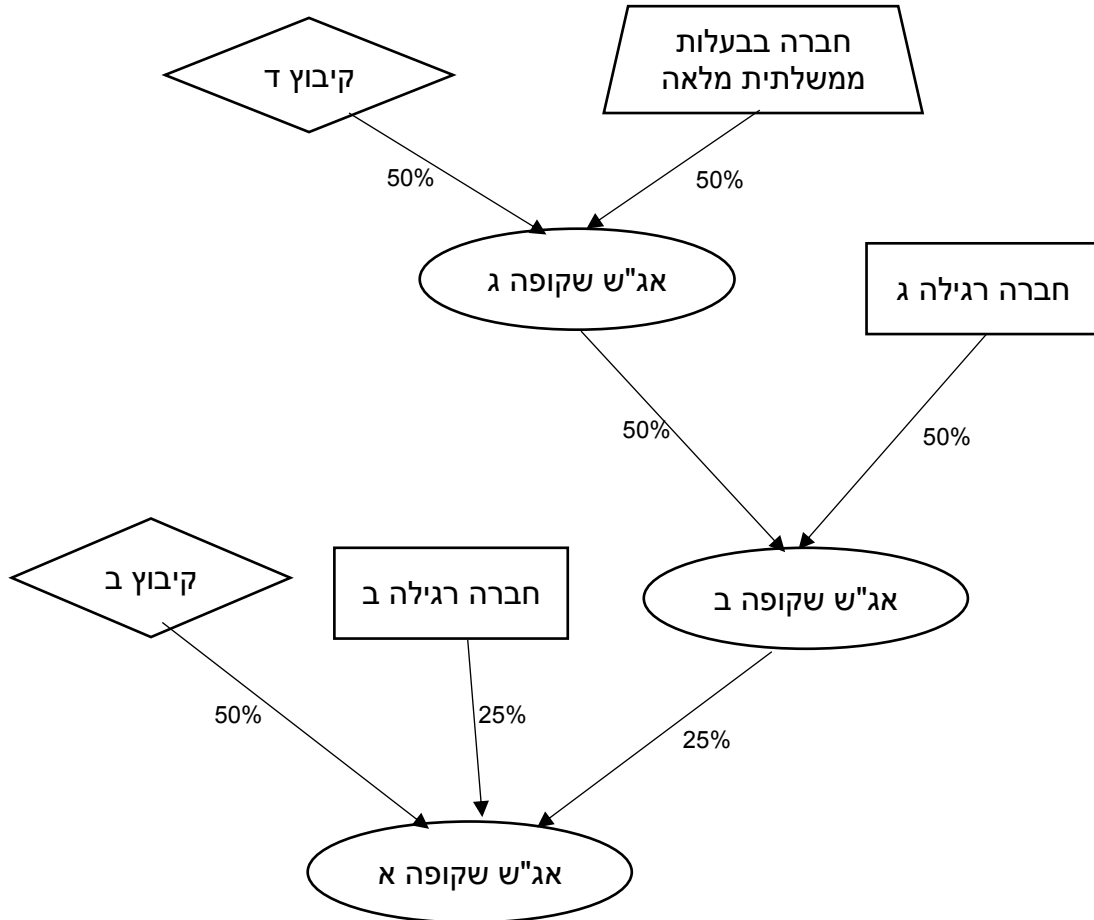 קיבוץ ד
חברה בבעלות
ממשלתית מלאה
50%
50%
אג"ש שקופה ג
חברה רגילה ג
50%
50%
קיבוץ ב
חברה רגילה ב
אג"ש שקופה ב
50%
25%
25%
אג"ש שקופה א